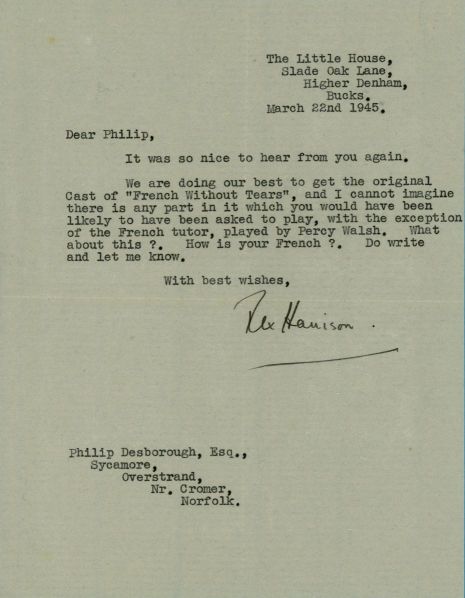 The Little House,
Slade Oak Lane,
Higher Denham,
Bucks.
March 22nd 1945.
Dear Philip,
It was so nice to hear from you again.
We are doing our best to get the original
Cast of "French Without Tears", and I cannot imagine
there is any part in it which you would have been
likely to have been asked to play, with the exception
of the French tutor, played by Percy Walsh. What
about this ?. How is your French ?. Do write
and let me know.
With best wishes,
Rex Harrison.
Philip Desborough, Esq.,
Sycamore,
Overstrand,
Nr. Cromer,
Norfolk.